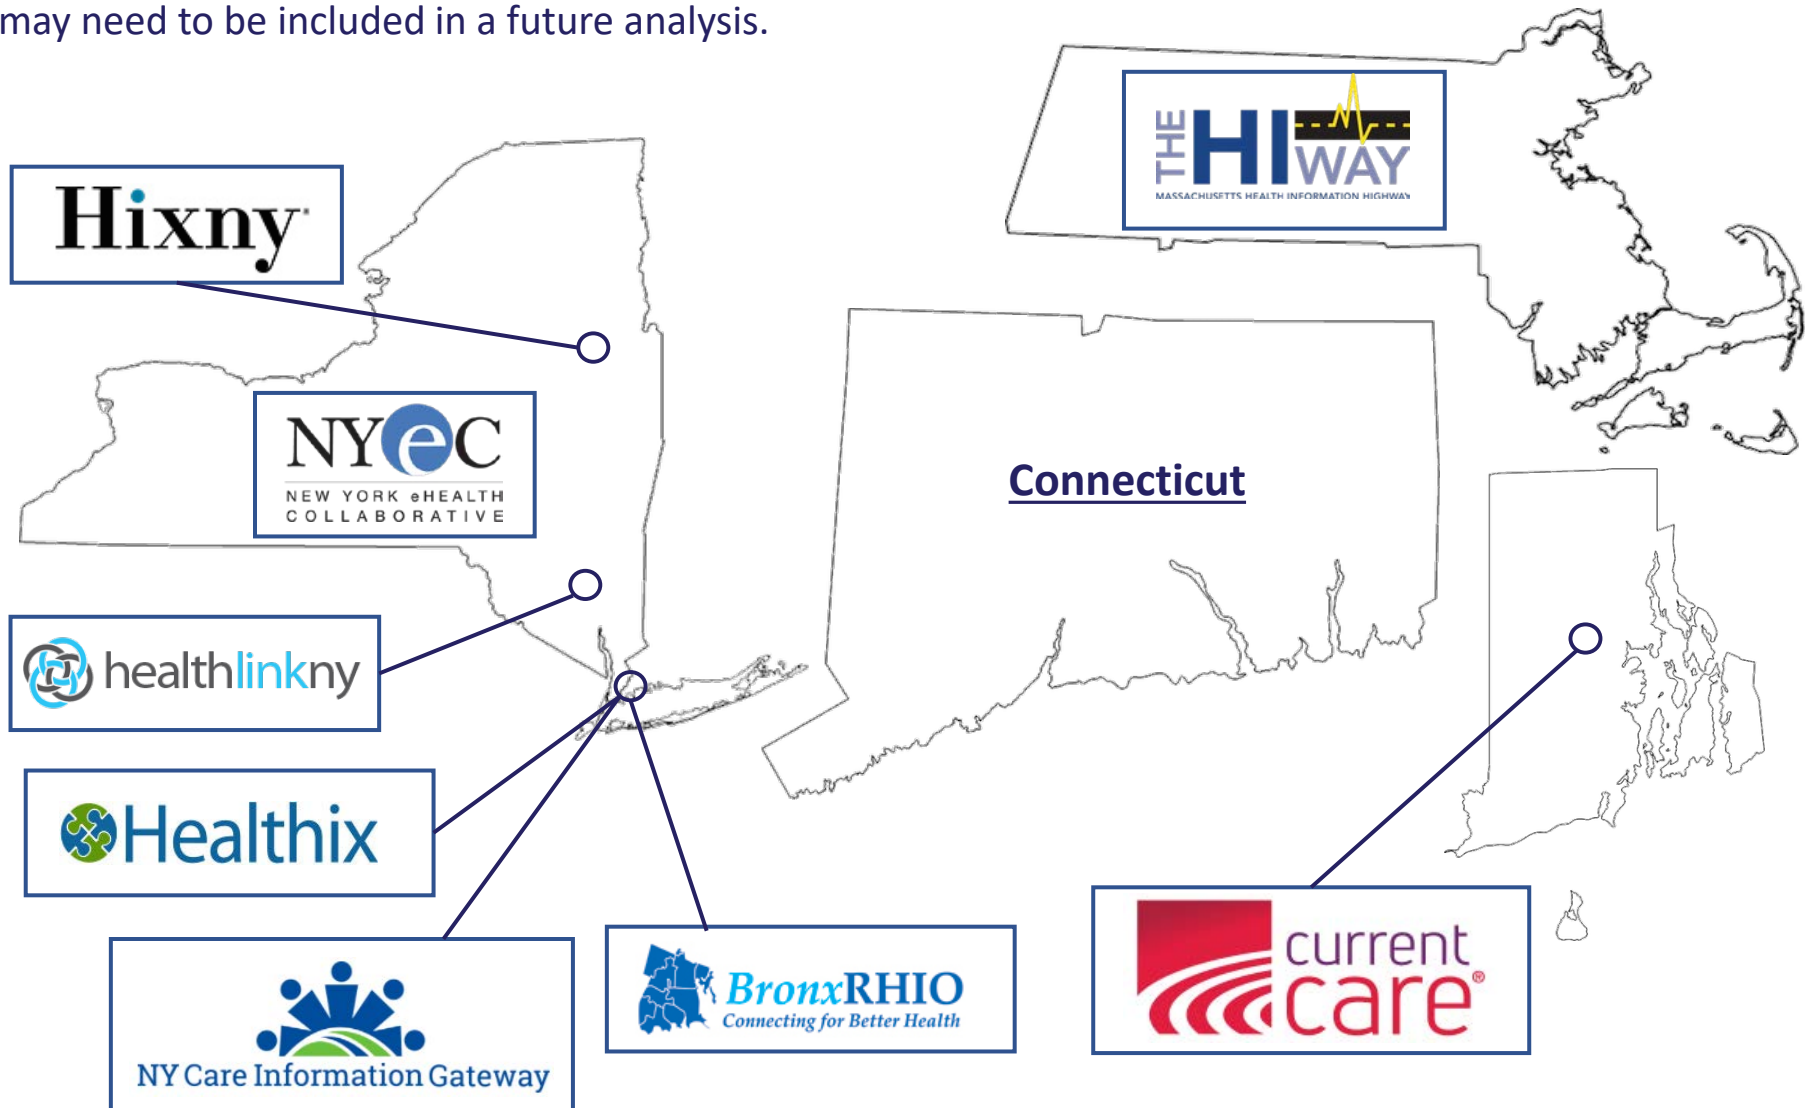 may need to be included in a future analysis.
THE HIWAY
MASSACHUSETTS HEALTH INFORMATION HIGHWAY
Hixny
NYeC
NEW YORK eHEALTH
COLLABORATIVE
Connecticut
healthlinkny
Healthix
NY Care Information Gateway
BronxRHIO
Connecting for Better Health
current
care®